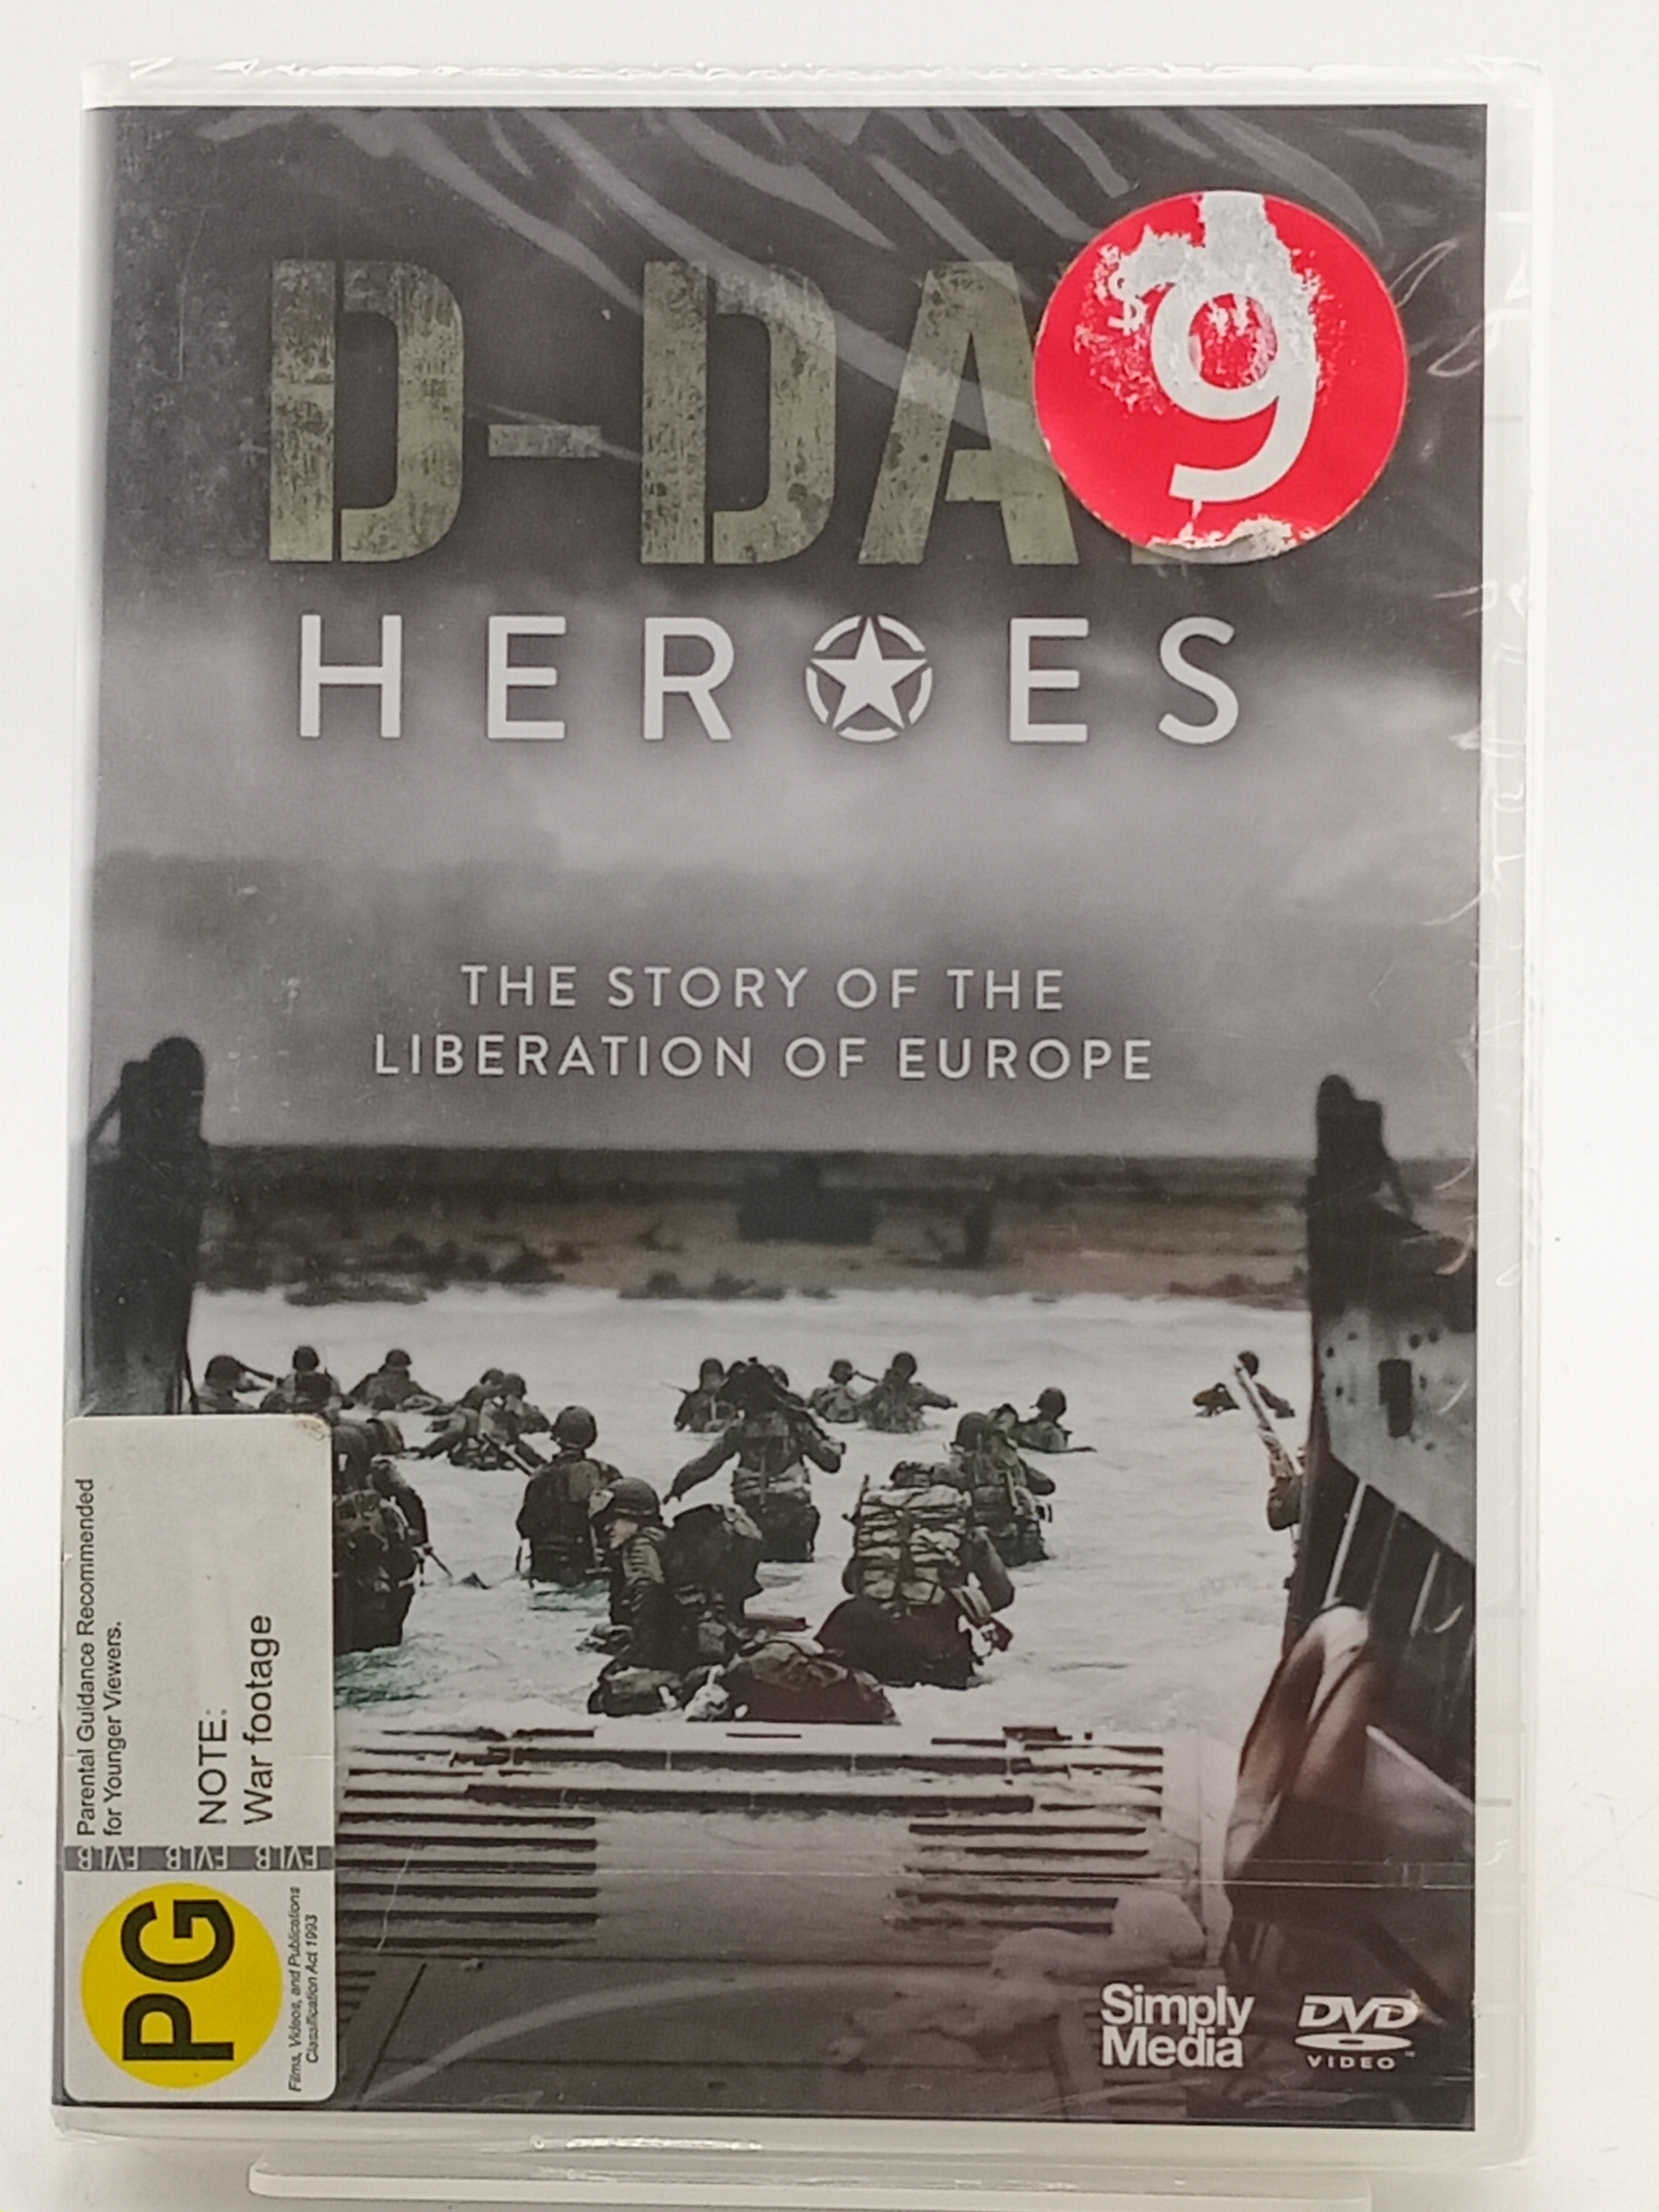 D-DA
$9
HEROES
THE STORY OF THE
LIBERATION OF EUROPE
Parental Guidance Recommended
for Younger Viewers.
NOTE:
War footage
FVLB FVLB FVLB
PG
Films, Videos, and Publications
Classification Act 1993
Simply
Media
DVD
VIDEO